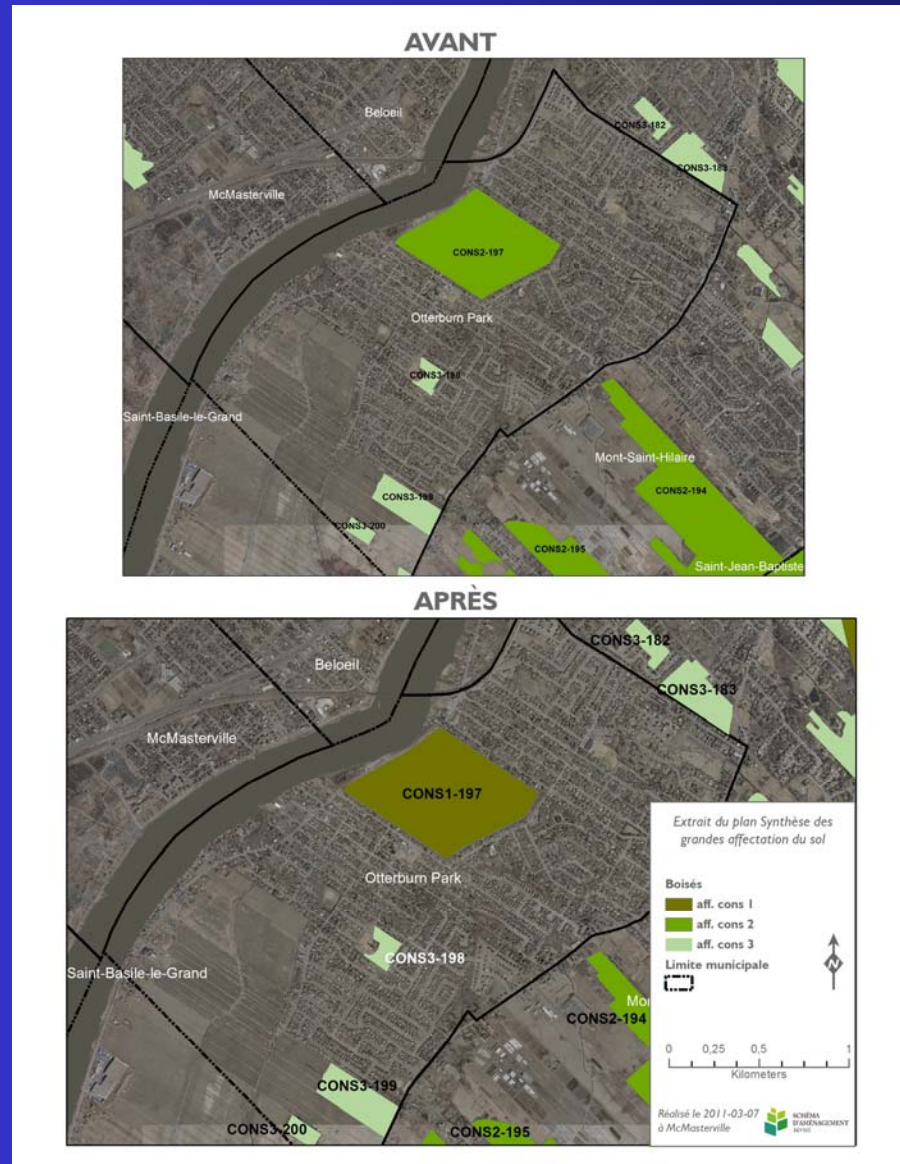 AVANT
Beloeil
CONS3-182
CONS3-183
McMasterville
CONS2-197
Otterburn Park
CONS3-198
Saint-Basile-le-Grand
Mont-Saint-Hilaire
CONS2-194
CONS3-199
CONS3-200
CONS2-195
Saint-Jean-Baptiste
APRÈS
CONS3-182
Beloeil
CONS3-183
McMasterville
CONS1-197
Otterburn Park
CONS3-198
Saint-Basile-le-Grand
Mon
CONS2-194
CONS3-199
CONS3-200
CONS2-195
Extrait du plan Synthèse des
grandes affectation du sol
Boisés
aff. cons 1
aff. cons 2
aff. cons 3
Limite municipale
N
0 0,25 0,5 1
Kilometers
Réalisé le 2011-03-07
à McMasterville
SCHÉMA
D'AMÉNAGEMENT